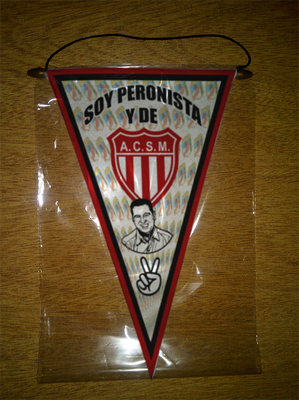 SOY PERONISTA
Y DE
A.C.S.M.